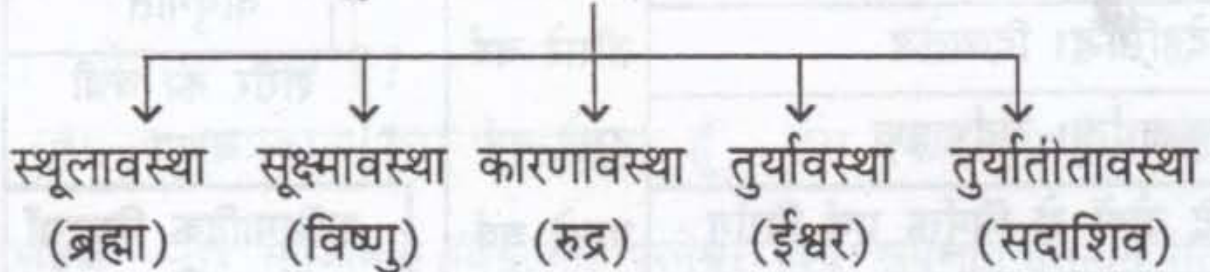 स्थूलावस्था सूक्ष्मावस्था कारणावस्था तुर्यावस्था तुर्यातीतावस्था
(ब्रह्मा) (विष्णु) (रुद्र) (ईश्वर) (सदाशिव)